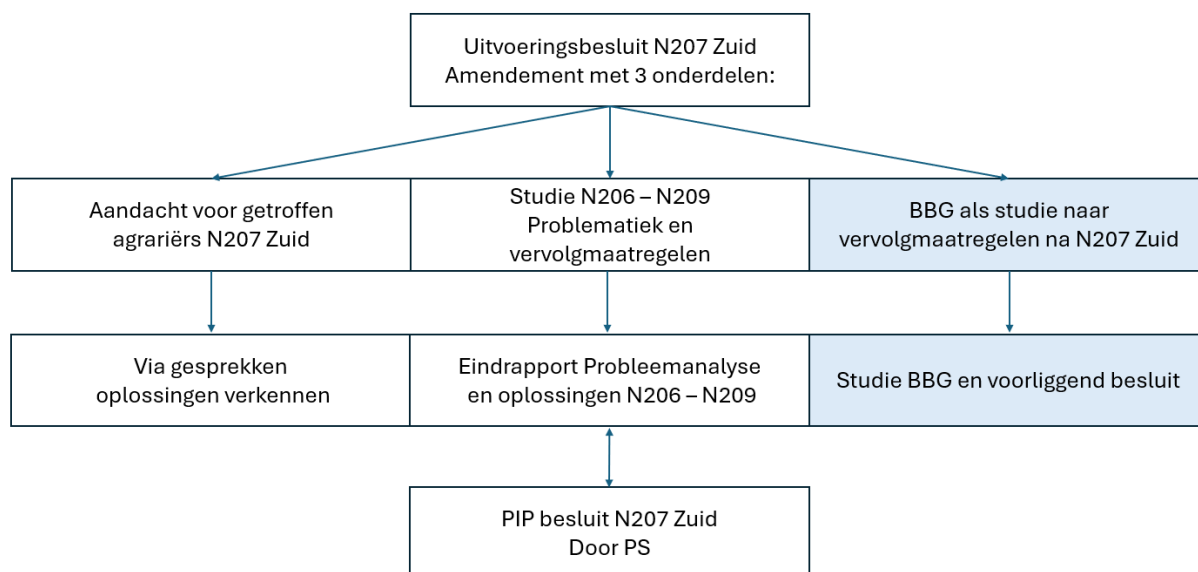 Uitvoeringsbesluit N207 Zuid
Amendement met 3 onderdelen:
Aandacht voor getroffen
agrariërs N207 Zuid
Studie N206 – N209
Problematiek en
vervolgmaatregelen
BBG als studie naar
vervolgmaatregelen na N207 Zuid
Via gesprekken
oplossingen verkennen
Eindrapport Probleemanalyse
en oplossingen N206 – N209
Studie BBG en voorliggend besluit
PIP besluit N207 Zuid
Door PS